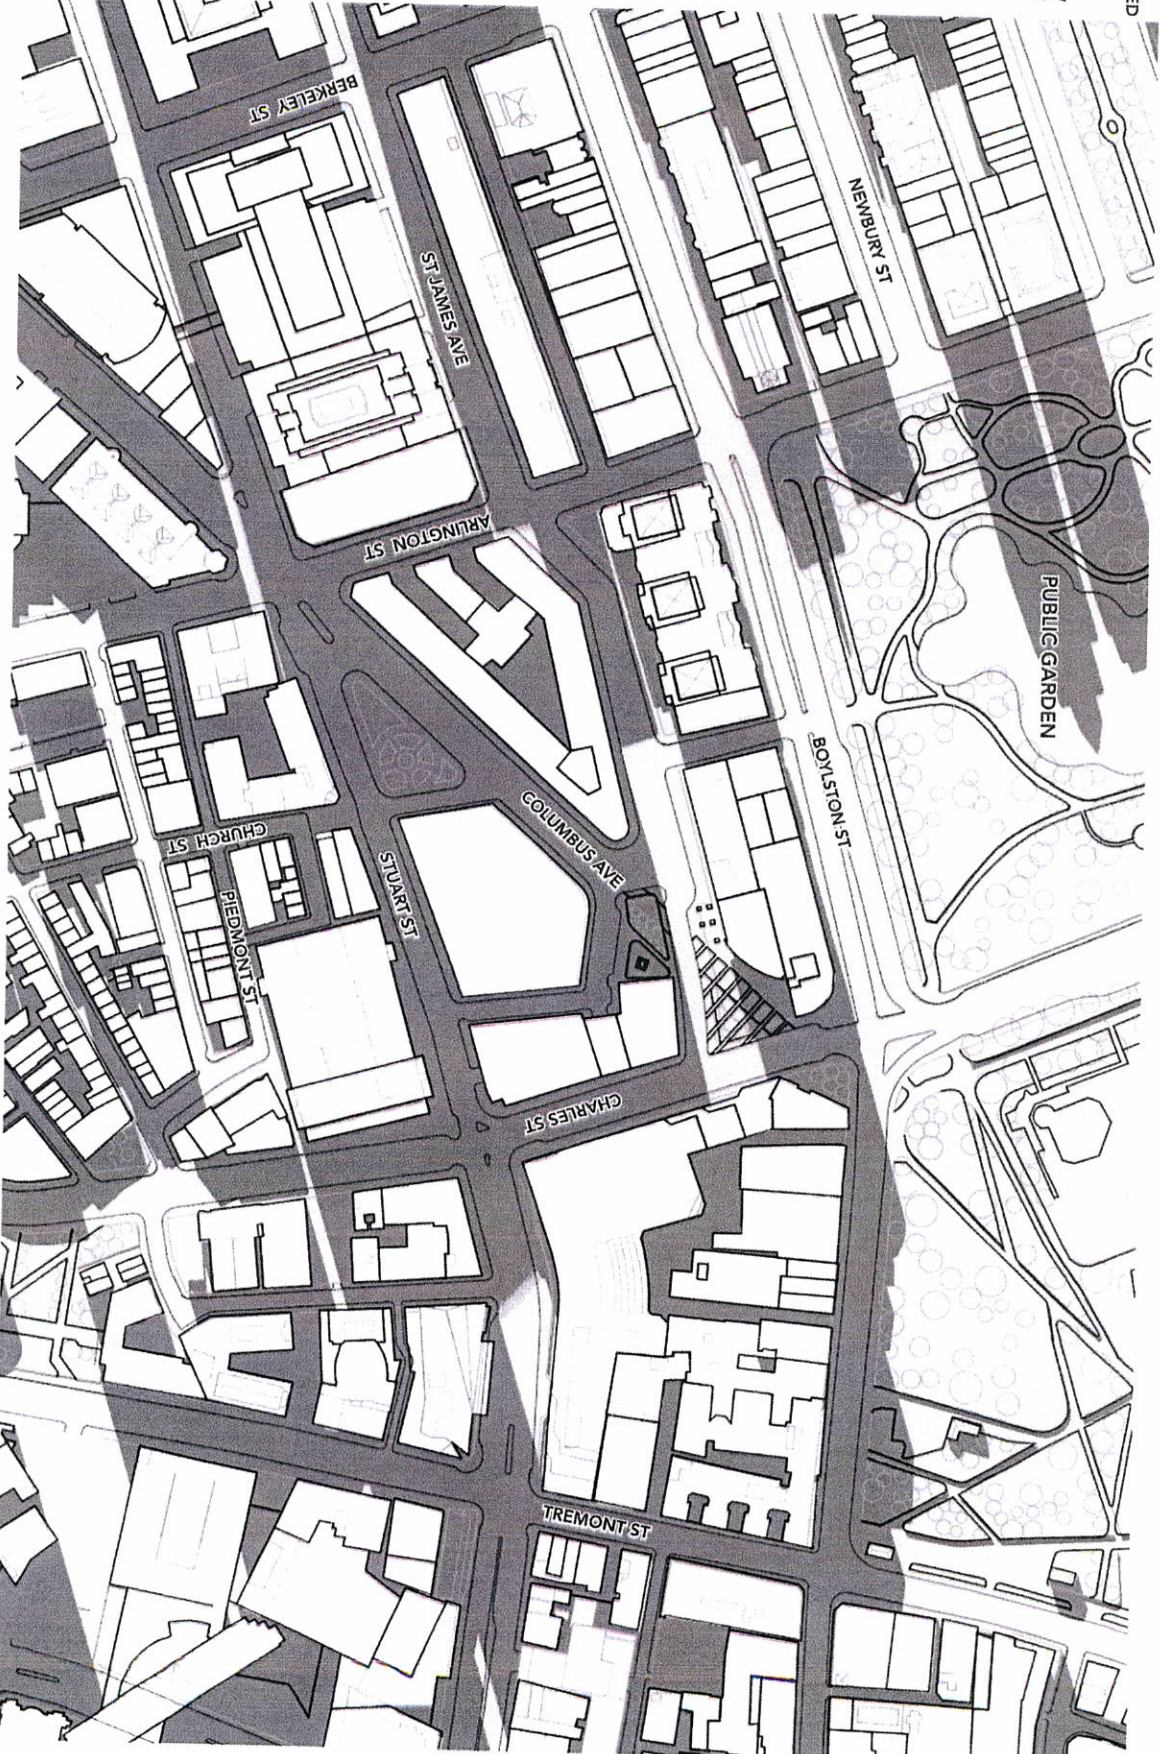 ED
BERKELEY ST
NEWBURY ST
ST JAMES AVE
ARLINGTON ST
PUBLIC GARDEN
BOYLSTON ST
COLUMBUS AVE
CHURCH ST
STUART ST
PIEDMONT ST
CHARLES ST
TREMONT ST